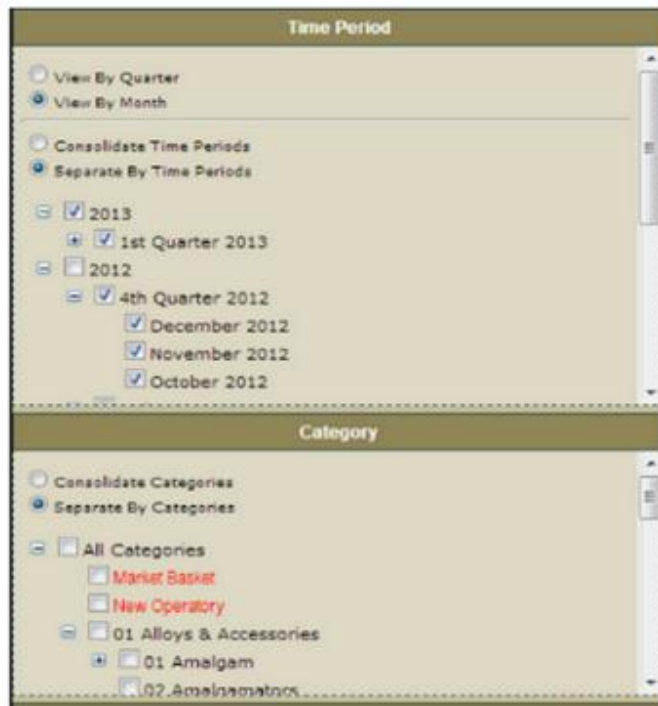 Time Period
View By Quarter
View By Month
Consolidate Time Periods
Separate By Time Periods
2013
1st Quarter 2013
2012
4th Quarter 2012
December 2012
November 2012
October 2012
Category
Consolidate Categories
Separate By Categories
All Categories
Market Basket
New Operatory
01 Alloys & Accessories
01 Amalgam
02 Amalgamators